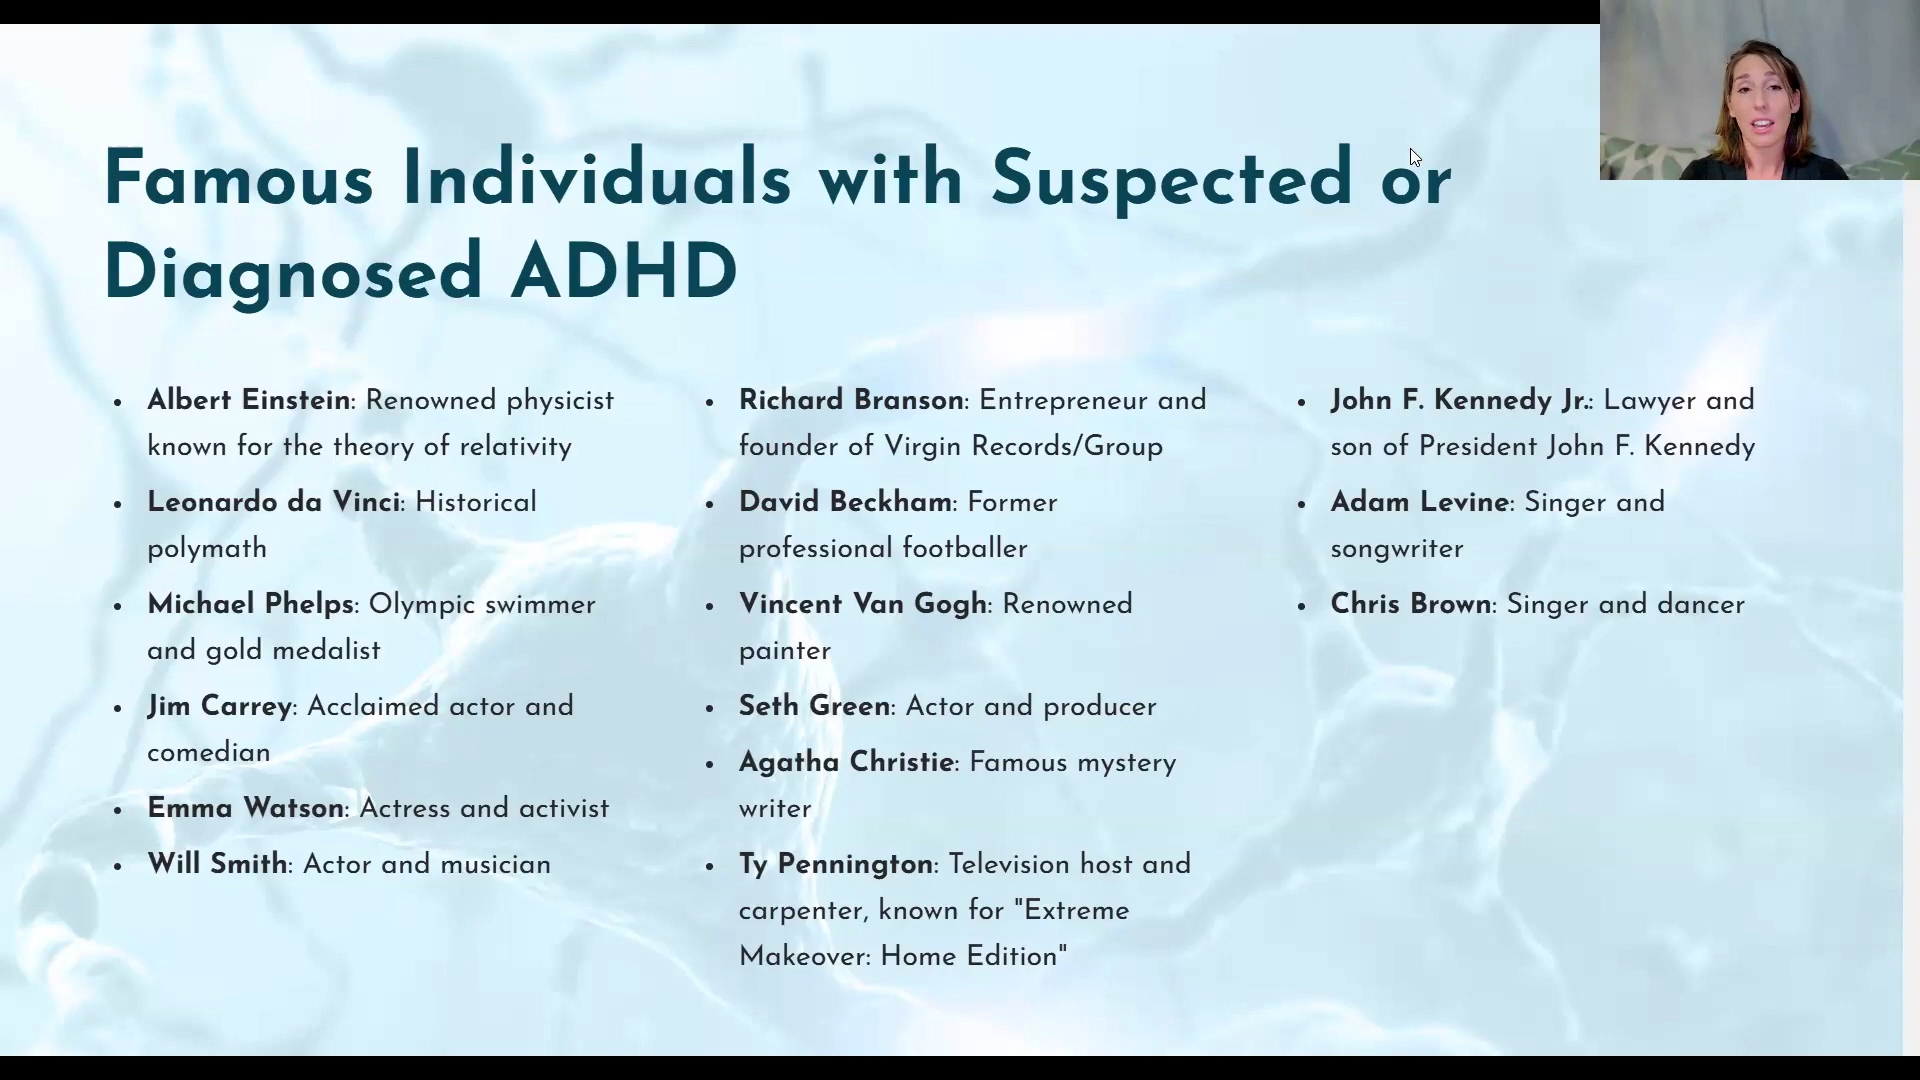 Famous Individuals with Suspected or
Diagnosed ADHD
• Albert Einstein: Renowned physicist
known for the theory of relativity
• Leonardo da Vinci: Historical
polymath
• Michael Phelps: Olympic swimmer
and gold medalist
• Jim Carrey: Acclaimed actor and
comedian
• Emma Watson: Actress and activist
• Will Smith: Actor and musician
• Richard Branson: Entrepreneur and
founder of Virgin Records/Group
• David Beckham: Former
professional footballer
• Vincent Van Gogh: Renowned
painter
• Seth Green: Actor and producer
• Agatha Christie: Famous mystery
writer
• Ty Pennington: Television host and
carpenter, known for "Extreme
Makeover: Home Edition"
• John F. Kennedy Jr.: Lawyer and
son of President John F. Kennedy
• Adam Levine: Singer and
songwriter
• Chris Brown: Singer and dancer